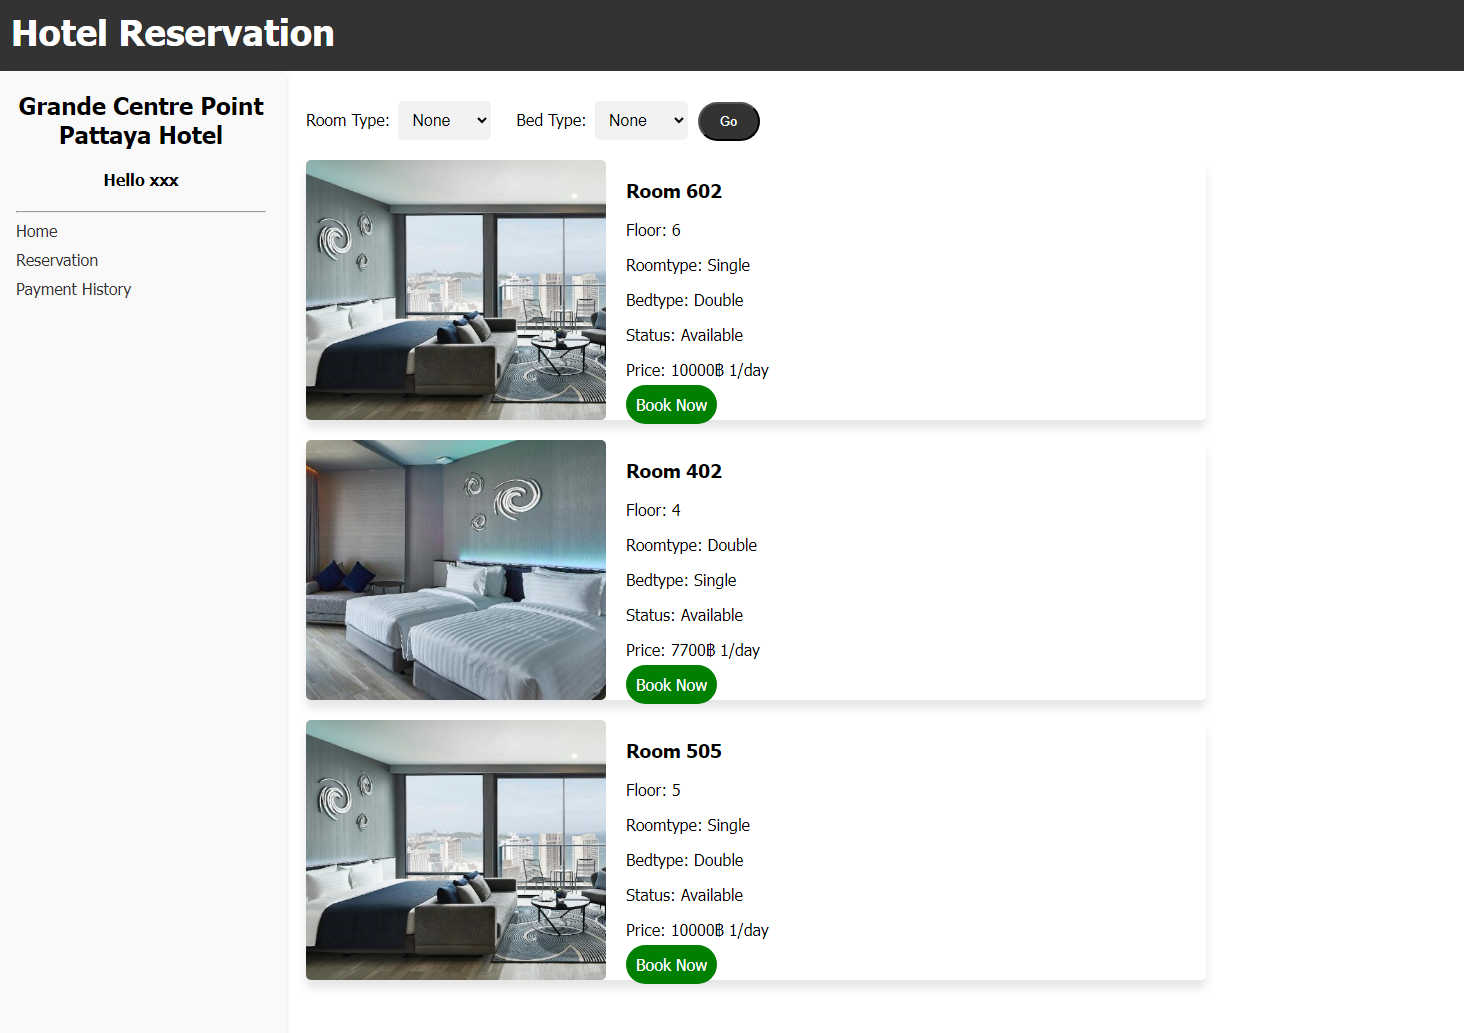 Hotel Reservation
Grande Centre Point
Pattaya Hotel
Hello xxx
Home
Reservation
Payment History
Room Type: None Bed Type: None Go
Room 602
Floor: 6
Roomtype: Single
Bedtype: Double
Status: Available
Price: 10000฿ 1/day
Book Now
Room 402
Floor: 4
Roomtype: Double
Bedtype: Single
Status: Available
Price: 7700฿ 1/day
Book Now
Room 505
Floor: 5
Roomtype: Single
Bedtype: Double
Status: Available
Price: 10000฿ 1/day
Book Now